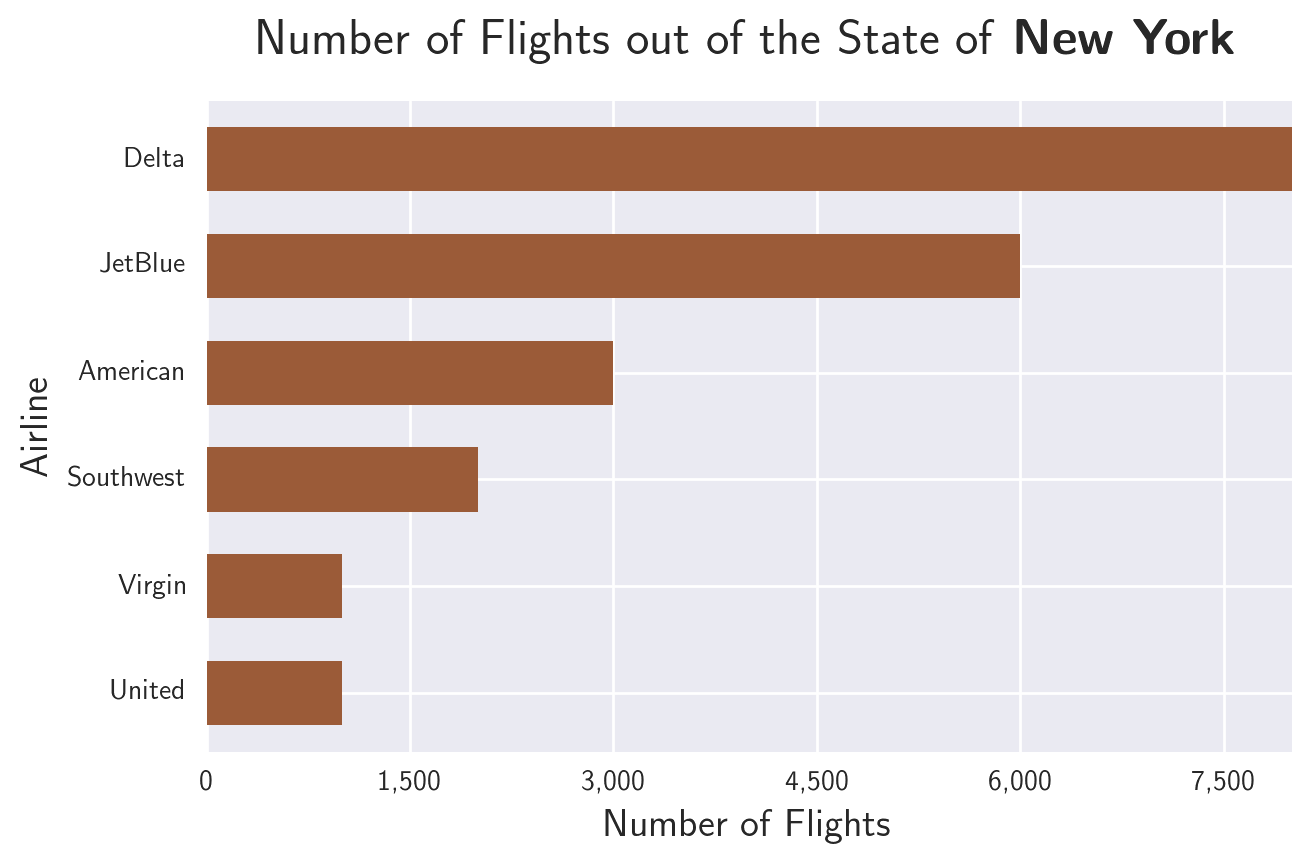 Number of Flights out of the State of New York
Delta
JetBlue
American
Southwest
Virgin
United
Airline
0 1,500 3,000 4,500 6,000 7,500
Number of Flights